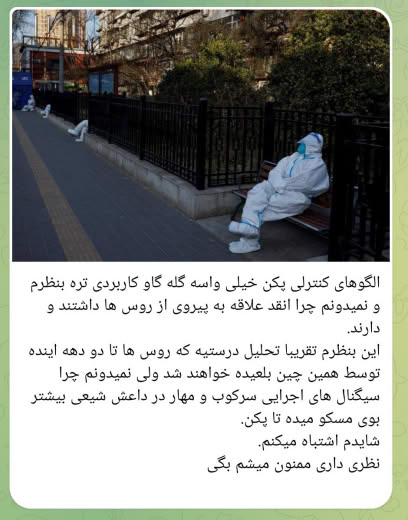 الگوهای کنترلی پکن خیلی واسه گله گاو کاربردی تره بنظرم
و نمیدونم چرا انقد علاقه به پیروی از روس ها داشتند و
دارند.
این بنظرم تقریبا تحلیل درستیه که روس ها تا دو دهه اینده
توسط همین چین بلعیده خواهند شد ولی نمیدونم چرا
سیگنال های اجرایی سرکوب و مهار در داعش شیعی بیشتر
بوی مسکو میده تا پکن.
شایدم اشتباه میکنم.
نظری داری ممنون میشم بگی